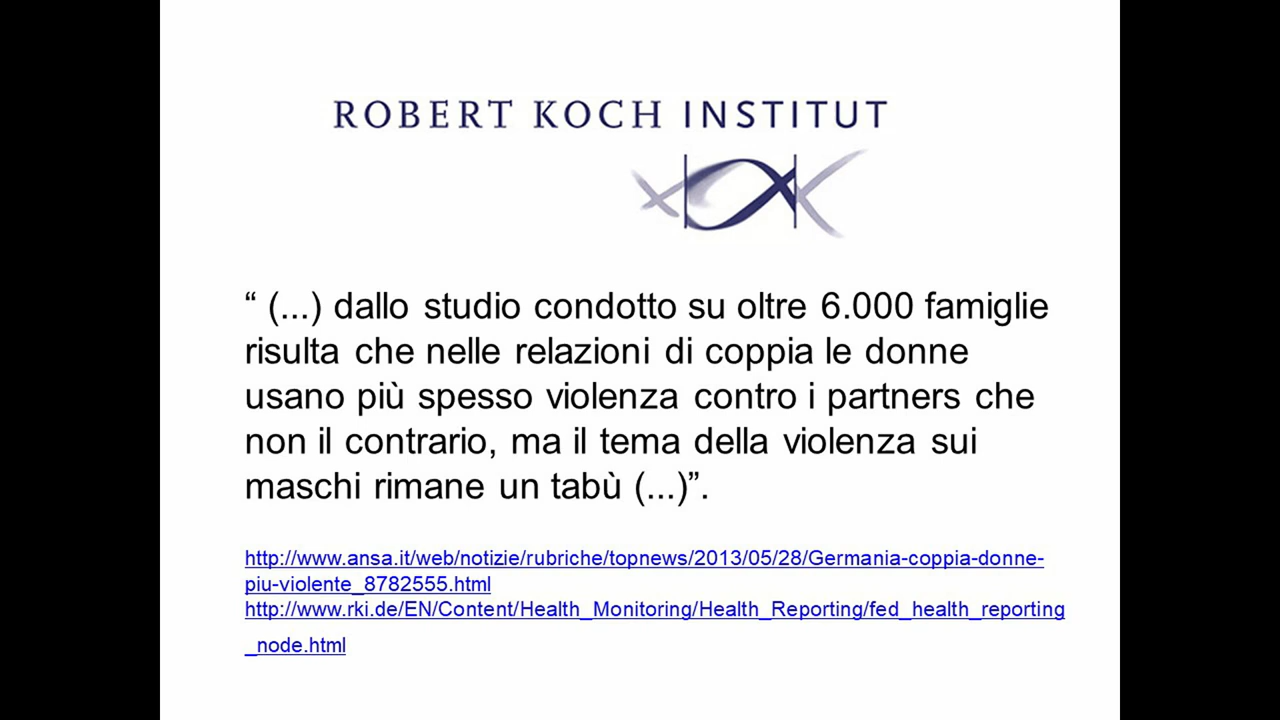 ROBERT KOCH INSTITUT
“ (...) dallo studio condotto su oltre 6.000 famiglie
risulta che nelle relazioni di coppia le donne
usano più spesso violenza contro i partners che
non il contrario, ma il tema della violenza sui
maschi rimane un tabù (...)”.
http://www.ansa.it/web/notizie/rubriche/topnews/2013/05/28/Germania-coppia-donne-
piu-violente_8782555.html
http://www.rki.de/EN/Content/Health_Monitoring/Health_Reporting/fed_health_reporting
_node.html